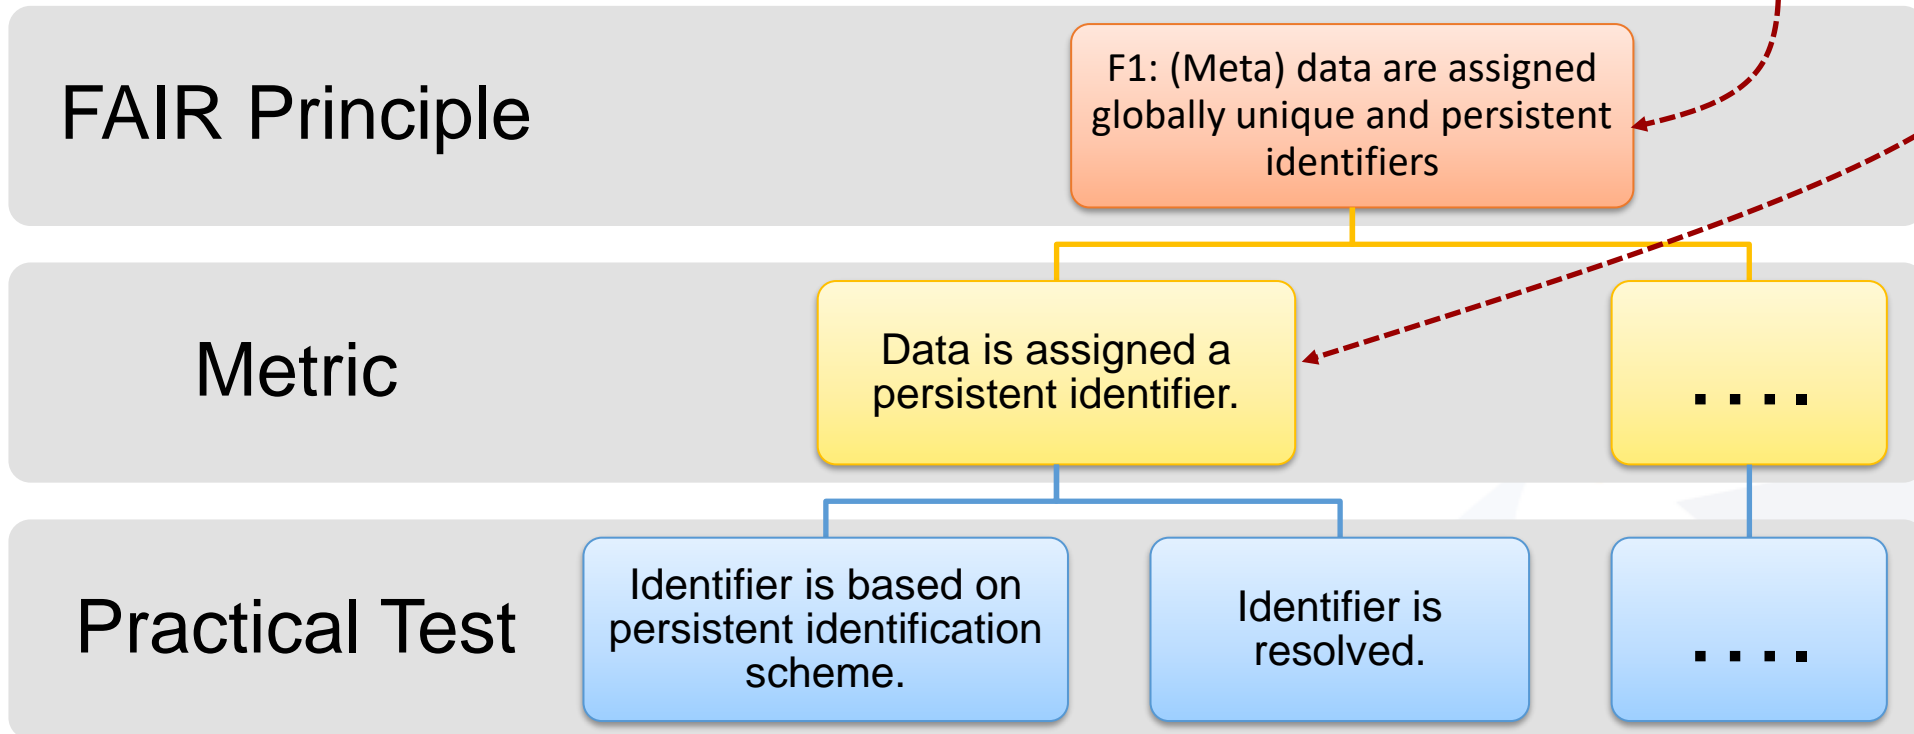 FAIR Principle
F1: (Meta) data are assigned
globally unique and persistent
identifiers
Metric
Data is assigned a
persistent identifier.
....
Practical Test
Identifier is based on
persistent identification
scheme.
Identifier is
resolved.
....